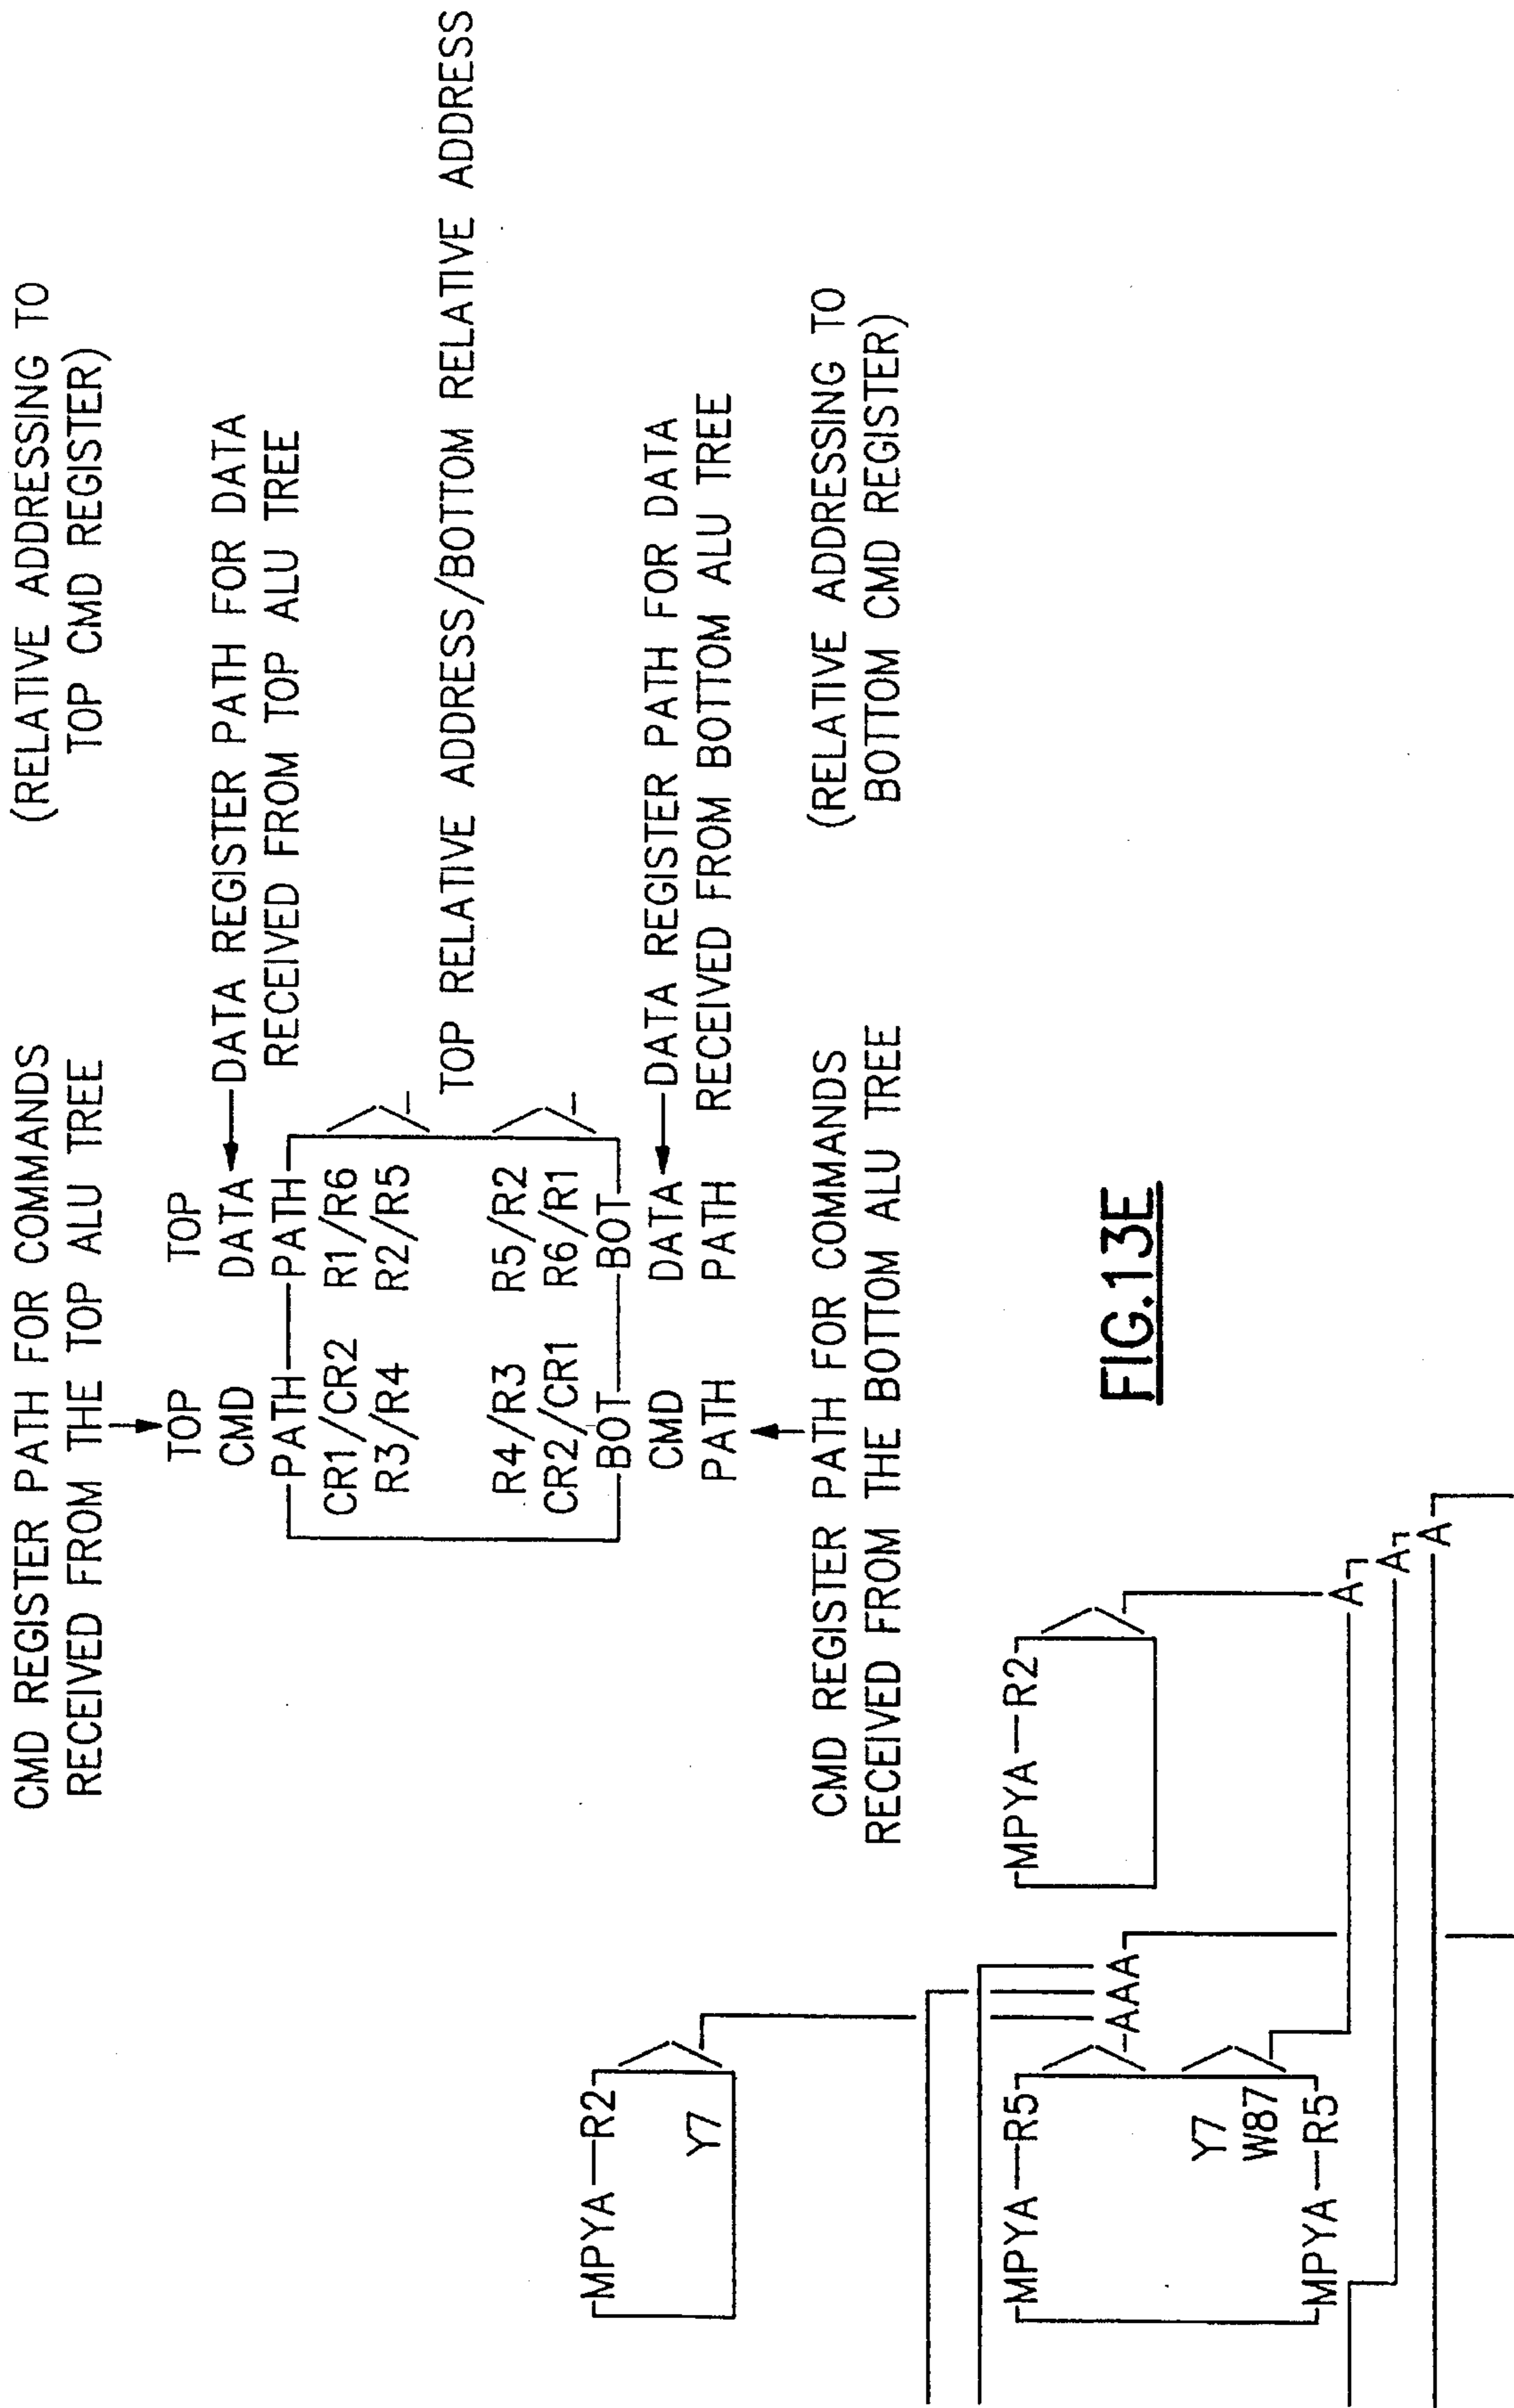 CMD REGISTER PATH FOR COMMANDS
RECEIVED FROM THE TOP ALU TREE
(RELATIVE ADDRESSING TO
TOP CMD REGISTER)
TOP TOP
CMD DATA
DATA REGISTER PATH FOR DATA
RECEIVED FROM TOP ALU TREE
PATH PATH
CR1/CR2 R1/R6
R3/R4 R2/R5
TOP RELATIVE ADDRESS/BOTTOM RELATIVE ADDRESS
R4/R3 R5/R2
CR2/CR1 R6/R1
BOT BOT
CMD DATA
PATH PATH
DATA REGISTER PATH FOR DATA
RECEIVED FROM BOTTOM ALU TREE
CMD REGISTER PATH FOR COMMANDS
RECEIVED FROM THE BOTTOM ALU TREE
(RELATIVE ADDRESSING TO
BOTTOM CMD REGISTER)
MPYA R2
Y7
MPYA R5
AAA
Y7
W87
MPYA R5
MPYA R2
A
A
A
FIG.13E